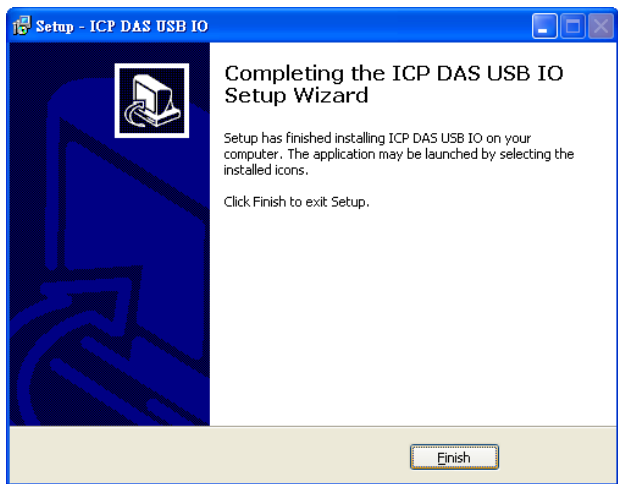 Setup - ICP DAS USB IO
Completing the ICP DAS USB IO
Setup Wizard
Setup has finished installing ICP DAS USB IO on your
computer. The application may be launched by selecting the
installed icons.
Click Finish to exit Setup.
Finish